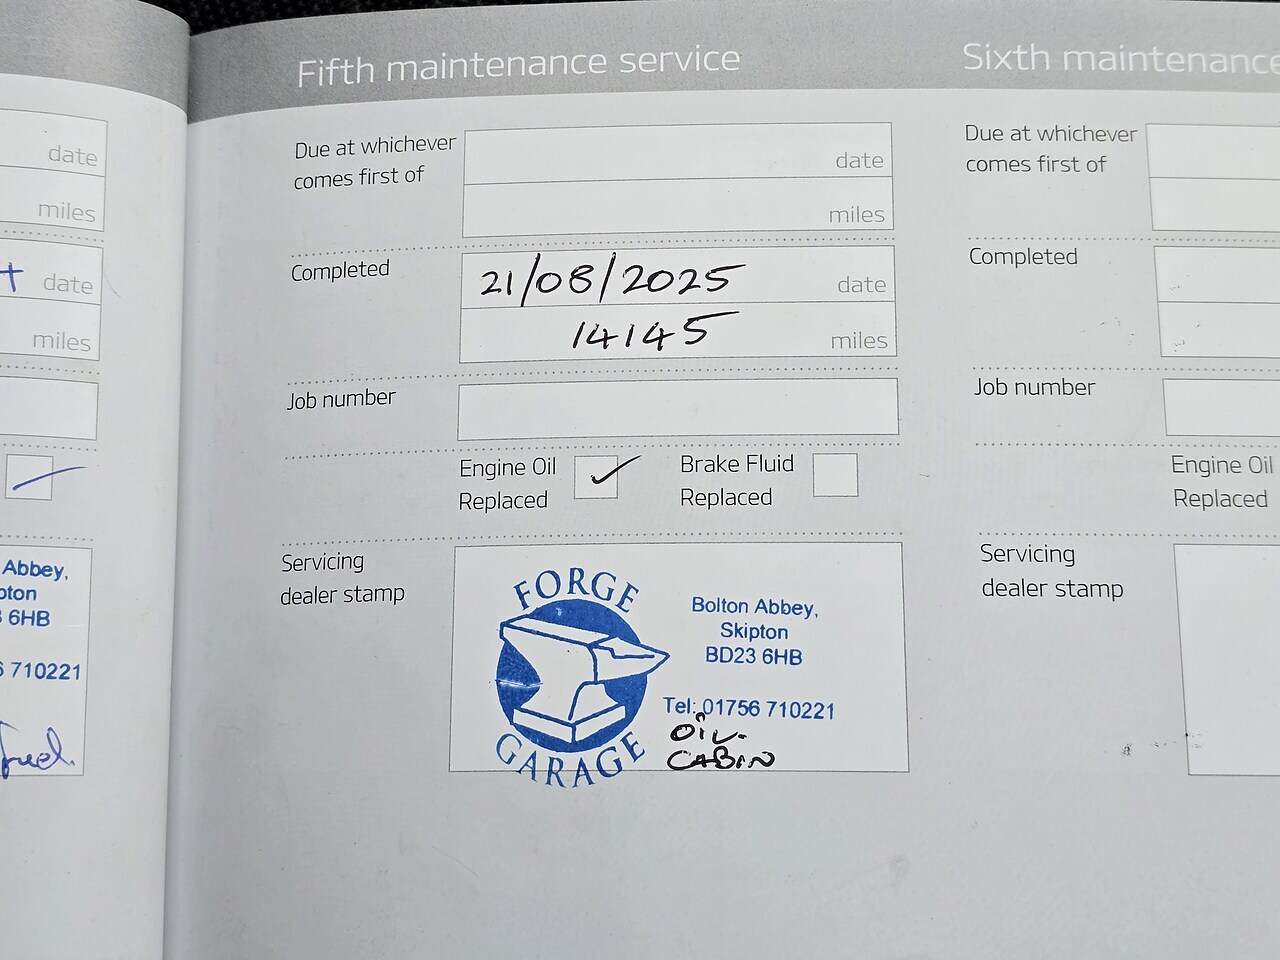 date
miles
date
miles
Abbey,
6HB
710221
fuel.
Fifth maintenance service
Due at whichever
comes first of
date
miles
Completed
21/08/2025 date
14145 miles
Job number
Engine Oil
Replaced
Brake Fluid
Replaced
Servicing
dealer stamp
FORGE
GARAGE
Bolton Abbey,
Skipton
BD23 6HB
Tel: 01756 710221
OIL.
CABIN
Sixth maintenance
Due at whichever
comes first of
Completed
Job number
Engine Oil
Replaced
Servicing
dealer stamp